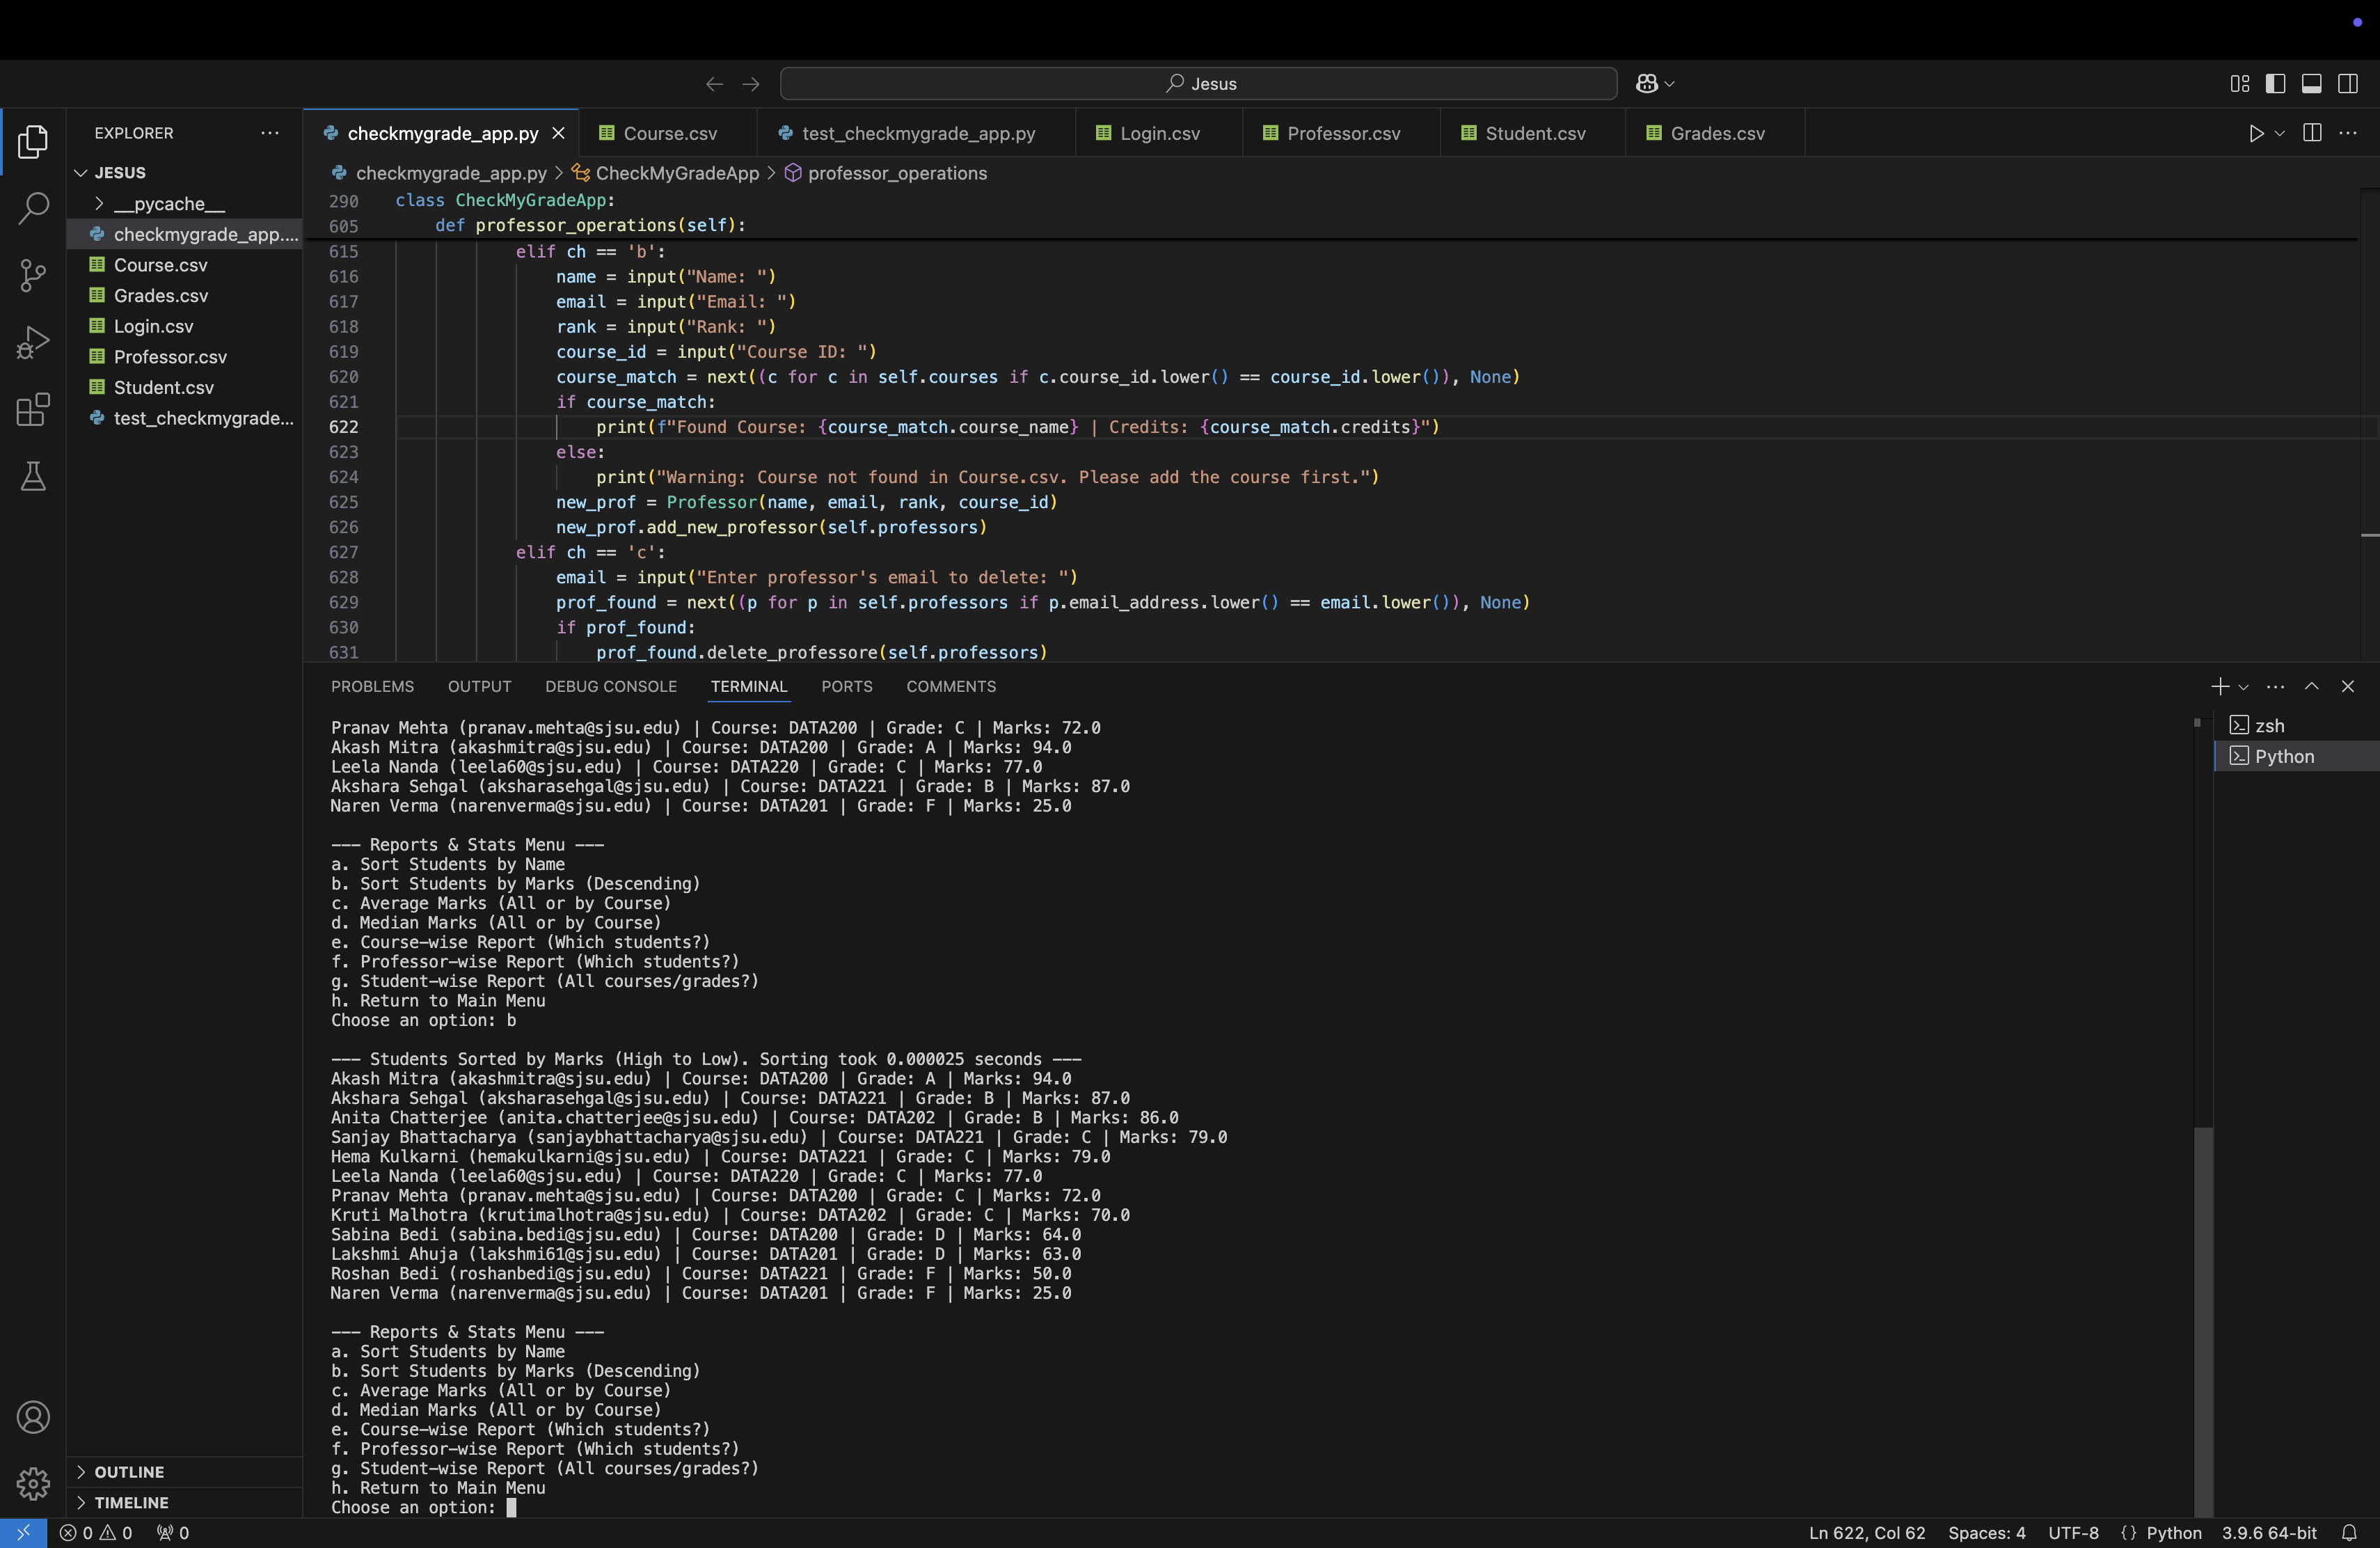 Jesus
EXPLORER
JESUS
__pycache__
checkmygrade_app....
Course.csv
Grades.csv
Login.csv
Professor.csv
Student.csv
test_checkmygrade...
OUTLINE
TIMELINE
checkmygrade_app.py
Course.csv
test_checkmygrade_app.py
Login.csv
Professor.csv
Student.csv
Grades.csv
checkmygrade_app.py > CheckMyGradeApp > professor_operations
290 class CheckMyGradeApp:
605 def professor_operations(self):
615 elif ch == 'b':
616 name = input("Name: ")
617 email = input("Email: ")
618 rank = input("Rank: ")
619 course_id = input("Course ID: ")
620 course_match = next((c for c in self.courses if c.course_id.lower() == course_id.lower()), None)
621 if course_match:
622 print(f"Found Course: {course_match.course_name} | Credits: {course_match.credits}")
623 else:
624 print("Warning: Course not found in Course.csv. Please add the course first.")
625 new_prof = Professor(name, email, rank, course_id)
626 new_prof.add_new_professor(self.professors)
627 elif ch == 'c':
628 email = input("Enter professor's email to delete: ")
629 prof_found = next((p for p in self.professors if p.email_address.lower() == email.lower()), None)
630 if prof_found:
631 prof_found.delete_professore(self.professors)
PROBLEMS OUTPUT DEBUG CONSOLE TERMINAL PORTS COMMENTS
zsh
Python
Pranav Mehta (pranav.mehta@sjsu.edu) | Course: DATA200 | Grade: C | Marks: 72.0
Akash Mitra (akashmitra@sjsu.edu) | Course: DATA200 | Grade: A | Marks: 94.0
Leela Nanda (leela60@sjsu.edu) | Course: DATA220 | Grade: C | Marks: 77.0
Akshara Sehgal (aksharasehgal@sjsu.edu) | Course: DATA221 | Grade: B | Marks: 87.0
Naren Verma (narenverma@sjsu.edu) | Course: DATA201 | Grade: F | Marks: 25.0
--- Reports & Stats Menu ---
a. Sort Students by Name
b. Sort Students by Marks (Descending)
c. Average Marks (All or by Course)
d. Median Marks (All or by Course)
e. Course-wise Report (Which students?)
f. Professor-wise Report (Which students?)
g. Student-wise Report (All courses/grades?)
h. Return to Main Menu
Choose an option: b
--- Students Sorted by Marks (High to Low). Sorting took 0.000025 seconds ---
Akash Mitra (akashmitra@sjsu.edu) | Course: DATA200 | Grade: A | Marks: 94.0
Akshara Sehgal (aksharasehgal@sjsu.edu) | Course: DATA221 | Grade: B | Marks: 87.0
Anita Chatterjee (anita.chatterjee@sjsu.edu) | Course: DATA202 | Grade: B | Marks: 86.0
Sanjay Bhattacharya (sanjaybhattacharya@sjsu.edu) | Course: DATA221 | Grade: C | Marks: 79.0
Hema Kulkarni (hemakulkarni@sjsu.edu) | Course: DATA221 | Grade: C | Marks: 79.0
Leela Nanda (leela60@sjsu.edu) | Course: DATA220 | Grade: C | Marks: 77.0
Pranav Mehta (pranav.mehta@sjsu.edu) | Course: DATA200 | Grade: C | Marks: 72.0
Kruti Malhotra (krutimalhotra@sjsu.edu) | Course: DATA202 | Grade: C | Marks: 70.0
Sabina Bedi (sabina.bedi@sjsu.edu) | Course: DATA200 | Grade: D | Marks: 64.0
Lakshmi Ahuja (lakshmi61@sjsu.edu) | Course: DATA201 | Grade: D | Marks: 63.0
Roshan Bedi (roshanbedi@sjsu.edu) | Course: DATA221 | Grade: F | Marks: 50.0
Naren Verma (narenverma@sjsu.edu) | Course: DATA201 | Grade: F | Marks: 25.0
--- Reports & Stats Menu ---
a. Sort Students by Name
b. Sort Students by Marks (Descending)
c. Average Marks (All or by Course)
d. Median Marks (All or by Course)
e. Course-wise Report (Which students?)
f. Professor-wise Report (Which students?)
g. Student-wise Report (All courses/grades?)
h. Return to Main Menu
Choose an option:
0 0 0 Ln 622, Col 62 Spaces: 4 UTF-8 {} Python 3.9.6 64-bit